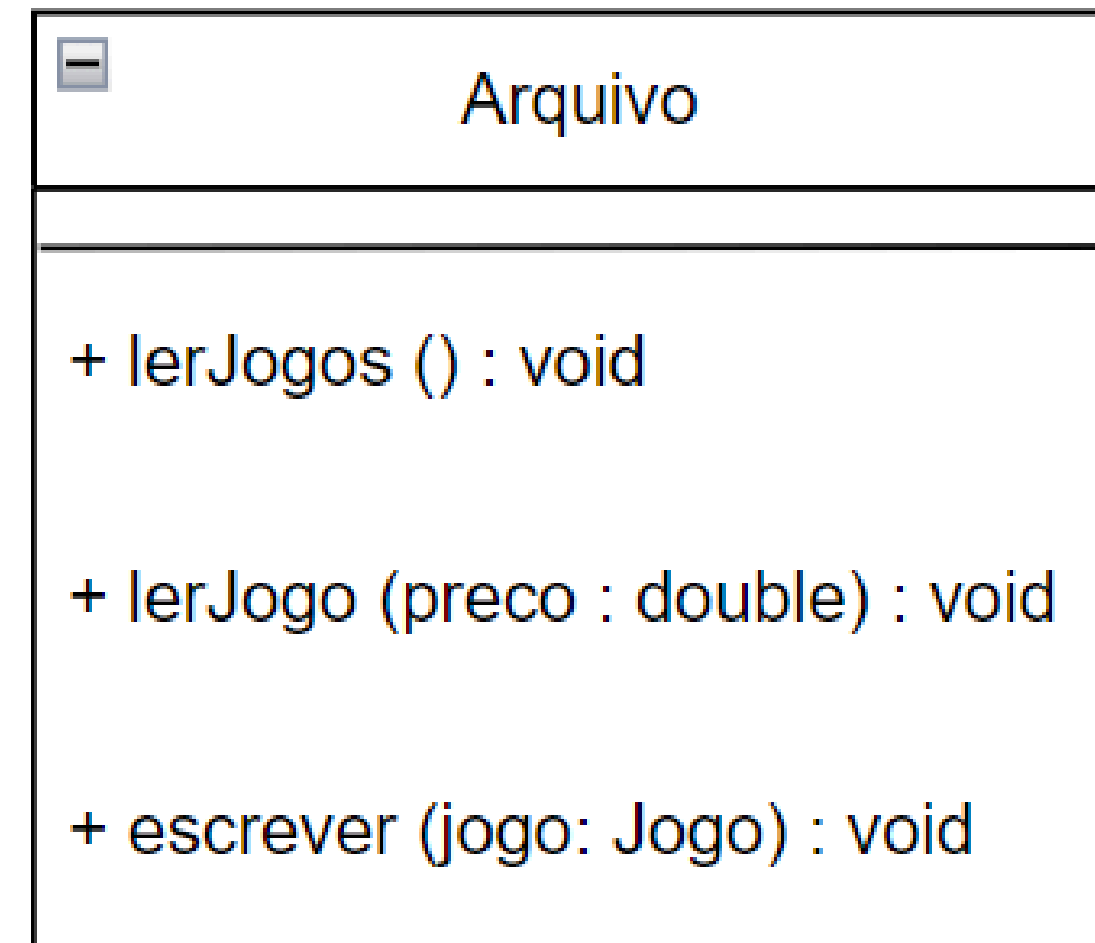 Arquivo
+ lerJogos () : void
+ lerJogo (preco : double) : void
+ escrever (jogo: Jogo) : void